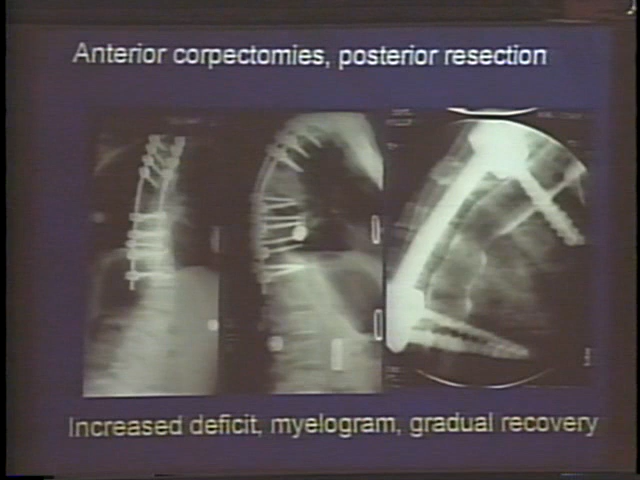 Anterior corpectomies, posterior resection
Increased deficit, myelogram, gradual recovery